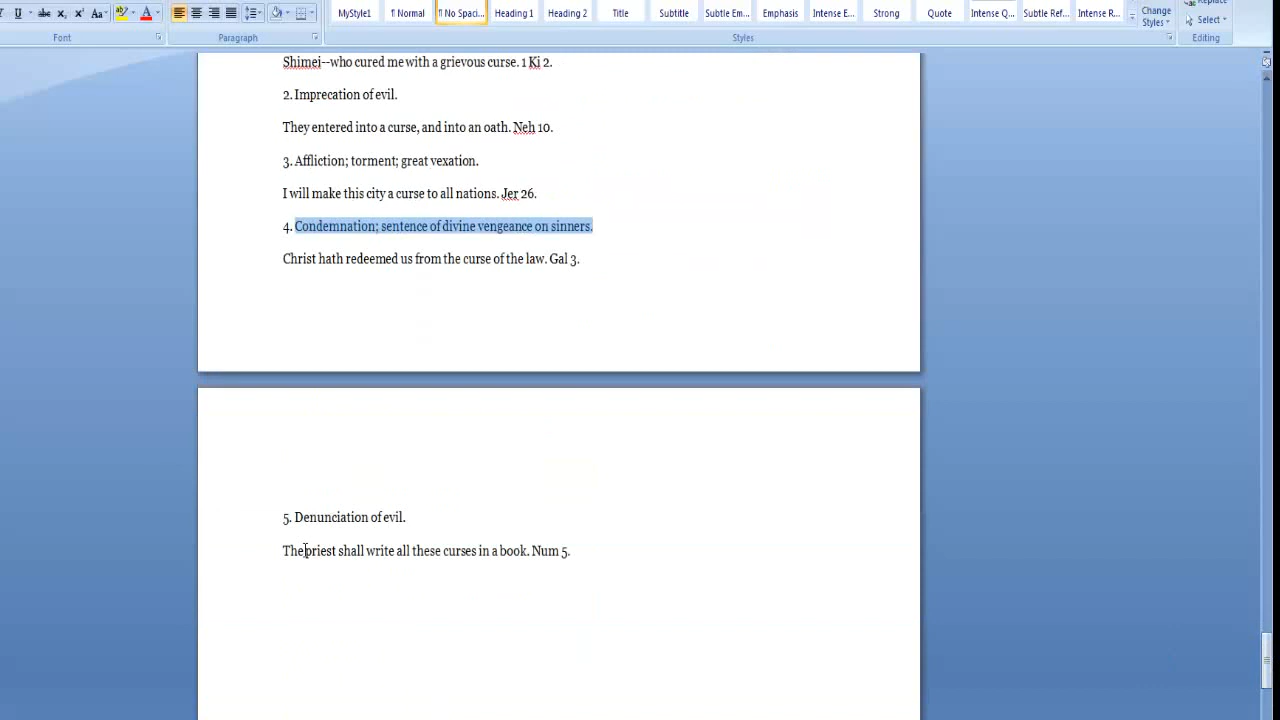 MyStyle1
¶ Normal
¶ No Spaci...
Heading 1
Heading 2
Title
Subtitle
Subtle Em...
Emphasis
Intense E...
Strong
Quote
Intense Q...
Subtle Ref...
Intense R...
Change
Styles
Replace
Select
Font
Paragraph
Styles
Editing
Shimei--who cured me with a grievous curse. 1 Ki 2.
2. Imprecation of evil.
They entered into a curse, and into an oath. Neh 10.
3. Affliction; torment; great vexation.
I will make this city a curse to all nations. Jer 26.
4. Condemnation; sentence of divine vengeance on sinners.
Christ hath redeemed us from the curse of the law. Gal 3.
5. Denunciation of evil.
The priest shall write all these curses in a book. Num 5.